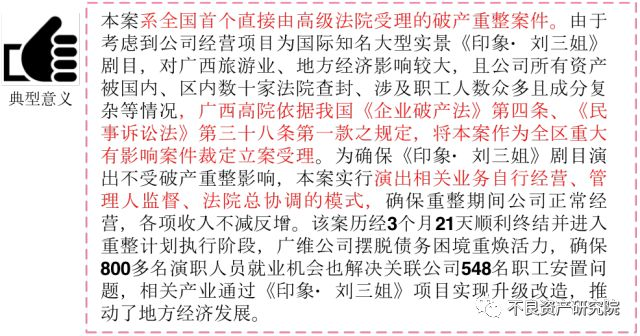 典型意义
本案系全国首个直接由高级法院受理的破产重整案件。由于
考虑到公司经营项目为国际知名大型实景《印象·刘三姐》
剧目，对广西旅游业、地方经济影响较大，且公司所有资产
被国内、区内数十家法院查封、涉及职工人数众多且成分复
杂等情况，广西高院依据我国《企业破产法》第四条、《民
事诉讼法》第三十八条第一款之规定，将本案作为全区重大
有影响案件裁定立案受理。为确保《印象·刘三姐》剧目演
出不受破产重整影响，本案实行演出相关业务自行经营、管
理人监督、法院总协调的模式，确保重整期间公司正常经
营，各项收入不减反增。该案历经3个月21天顺利终结并进入
重整计划执行阶段，广维公司摆脱债务困境重焕活力，确保
800多名演职人员就业机会也解决关联公司548名职工安置问
题，相关产业通过《印象·刘三姐》项目实现升级改造，推
动了地方经济发展。
不良资产研究院